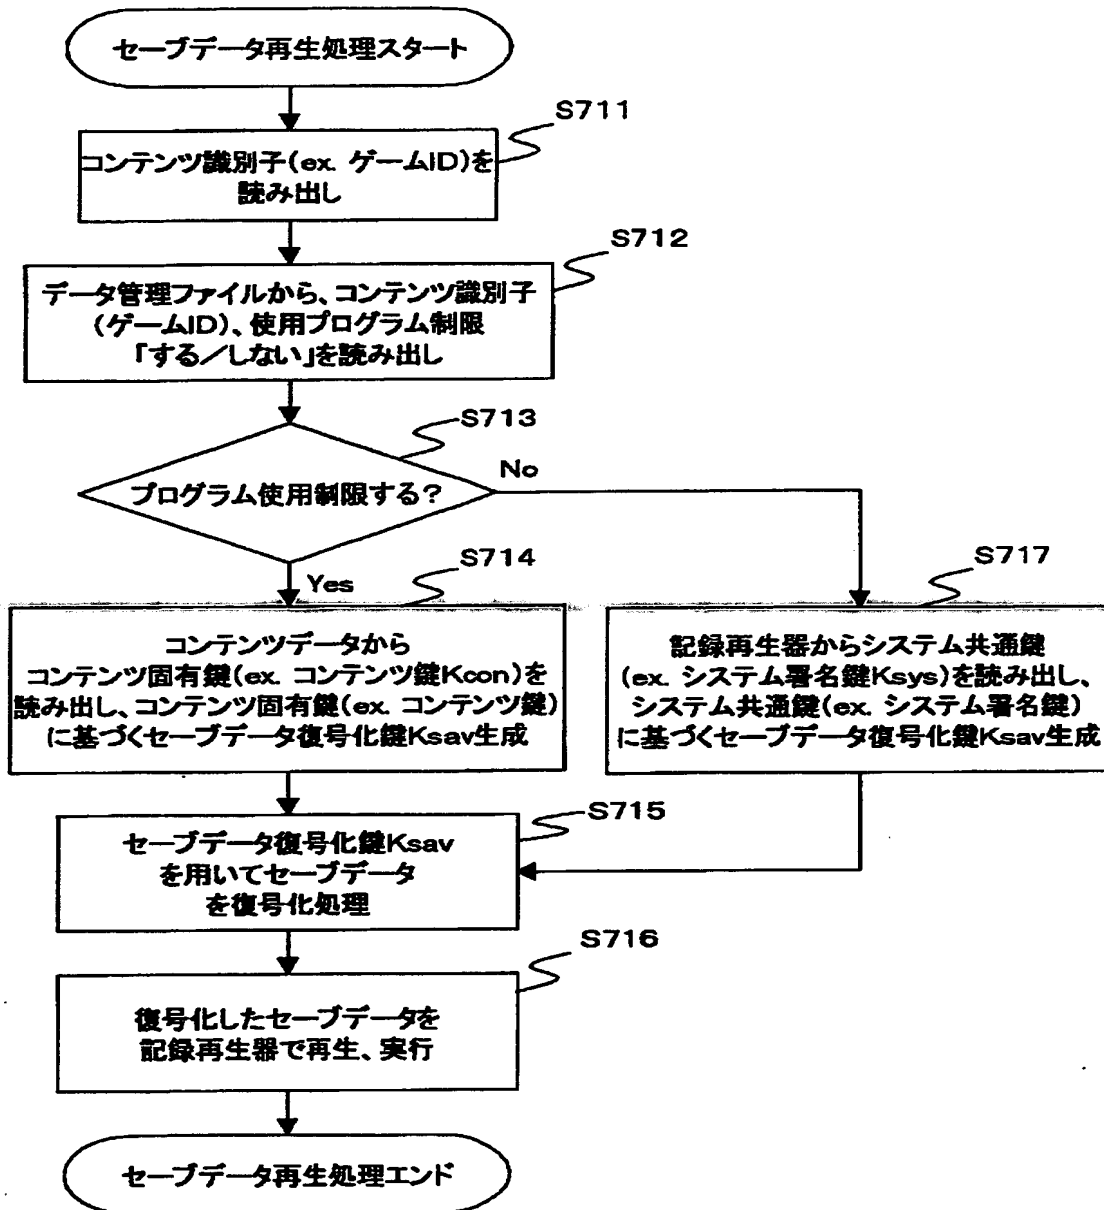 セーブデータ再生処理スタート
S711
コンテンツ識別子(ex. ゲームID)を
読み出し
S712
データ管理ファイルから、コンテンツ識別子
(ゲームID)、使用プログラム制限
「する/しない」を読み出し
S713
プログラム使用制限する?
No
Yes
S714
コンテンツデータから
コンテンツ固有鍵(ex. コンテンツ鍵Kcon)を
読み出し、コンテンツ固有鍵(ex. コンテンツ鍵)
に基づくセーブデータ復号化鍵Ksav生成
S717
記録再生器からシステム共通鍵
(ex. システム署名鍵Ksys)を読み出し、
システム共通鍵(ex. システム署名鍵)
に基づくセーブデータ復号化鍵Ksav生成
S715
セーブデータ復号化鍵Ksav
を用いてセーブデータ
を復号化処理
S716
復号化したセーブデータを
記録再生器で再生、実行
セーブデータ再生処理エンド